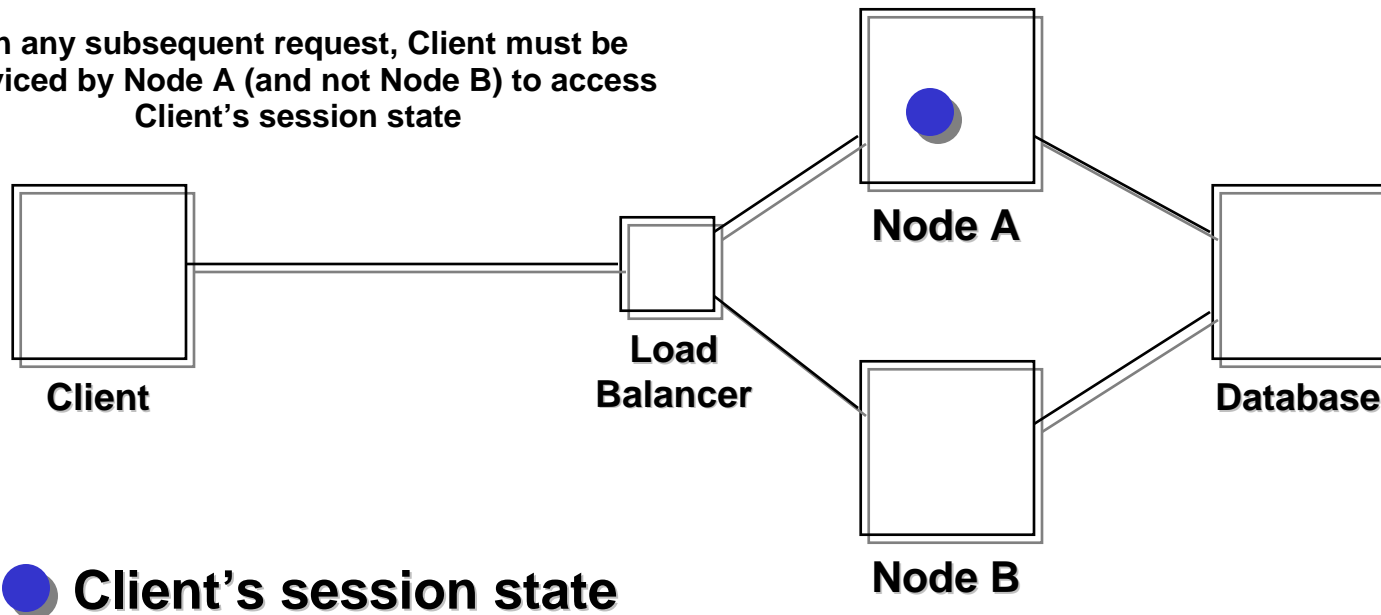 any subsequent request, Client must be
by Node A (and not Node B) to access
Client’s session state
Node A
Load
Balancer
Client
Database
Node B
Client’s session state